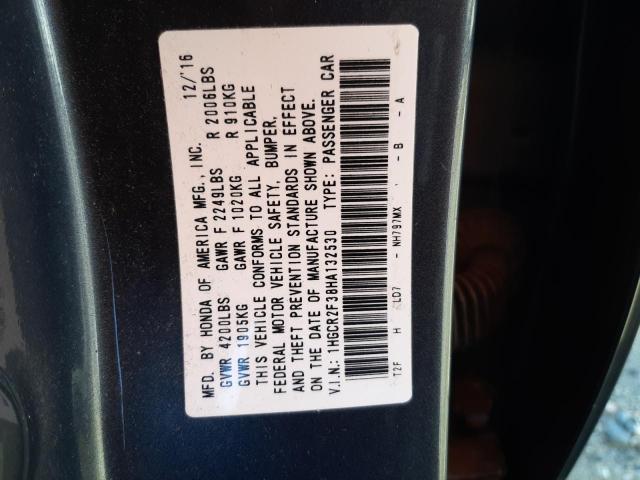 MFD. BY HONDA OF AMERICA MFG., INC. 12/'16
GVWR 4200LBS GAWR F 2249LBS R 2006LBS
GVWR 1905KG GAWR F 1020KG R 910KG
THIS VEHICLE CONFORMS TO ALL APPLICABLE
FEDERAL MOTOR VEHICLE SAFETY, BUMPER,
AND THEFT PREVENTION STANDARDS IN EFFECT
ON THE DATE OF MANUFACTURE SHOWN ABOVE.
V.I.N.: 1HGCR2F38HA132530 TYPE: PASSENGER CAR
T2F H LD7 - NH797MX - B - A